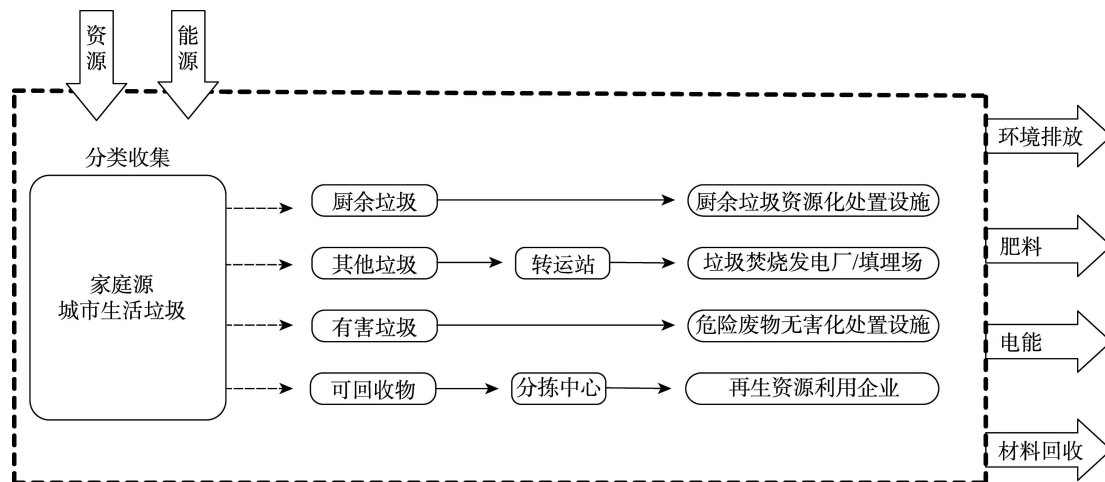 资源
能源
环境排放
分类收集
厨余垃圾
厨余垃圾资源化处置设施
家庭源
城市生活垃圾
其他垃圾
转运站
垃圾焚烧发电厂/填埋场
肥料
有害垃圾
危险废物无害化处置设施
电能
可回收物
分拣中心
再生资源利用企业
材料回收